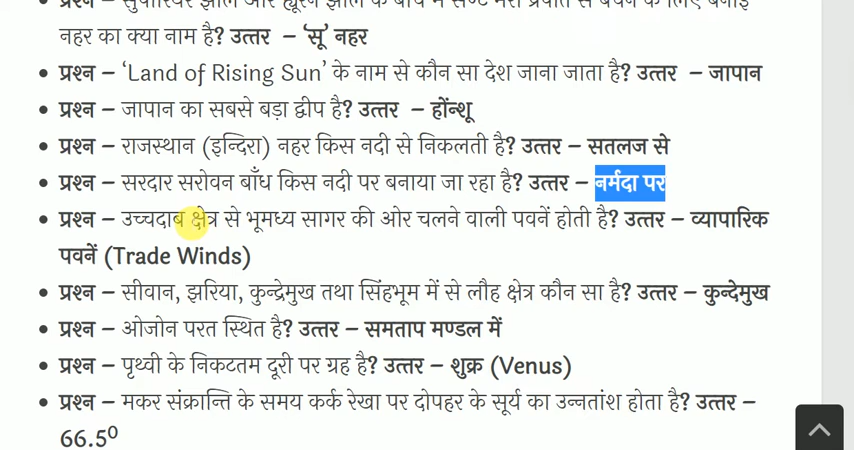 नहर का क्या नाम है? उत्तर – ‘सू’ नहर
प्रश्न – ‘Land of Rising Sun’ के नाम से कौन सा देश जाना जाता है? उत्तर – जापान
प्रश्न – जापान का सबसे बड़ा द्वीप है? उत्तर – होंन्शू
प्रश्न – राजस्थान (इन्दिरा) नहर किस नदी से निकलती है? उत्तर – सतलज से
प्रश्न – सरदार सरोवन बाँध किस नदी पर बनाया जा रहा है? उत्तर – नर्मदा पर
प्रश्न – उच्चदाब क्षेत्र से भूमध्य सागर की ओर चलने वाली पवनें होती है? उत्तर – व्यापारिक
पवनें (Trade Winds)
प्रश्न – सीवान, झरिया, कुन्द्रेमुख तथा सिंहभूम में से लौह क्षेत्र कौन सा है? उत्तर – कुन्देमुख
प्रश्न – ओजोन परत स्थित है? उत्तर – समताप मण्डल में
प्रश्न – पृथ्वी के निकटतम दूरी पर ग्रह है? उत्तर – शुक्र (Venus)
प्रश्न – मकर संक्रान्ति के समय कर्क रेखा पर दोपहर के सूर्य का उन्नतांश होता है? उत्तर –
66.5⁰